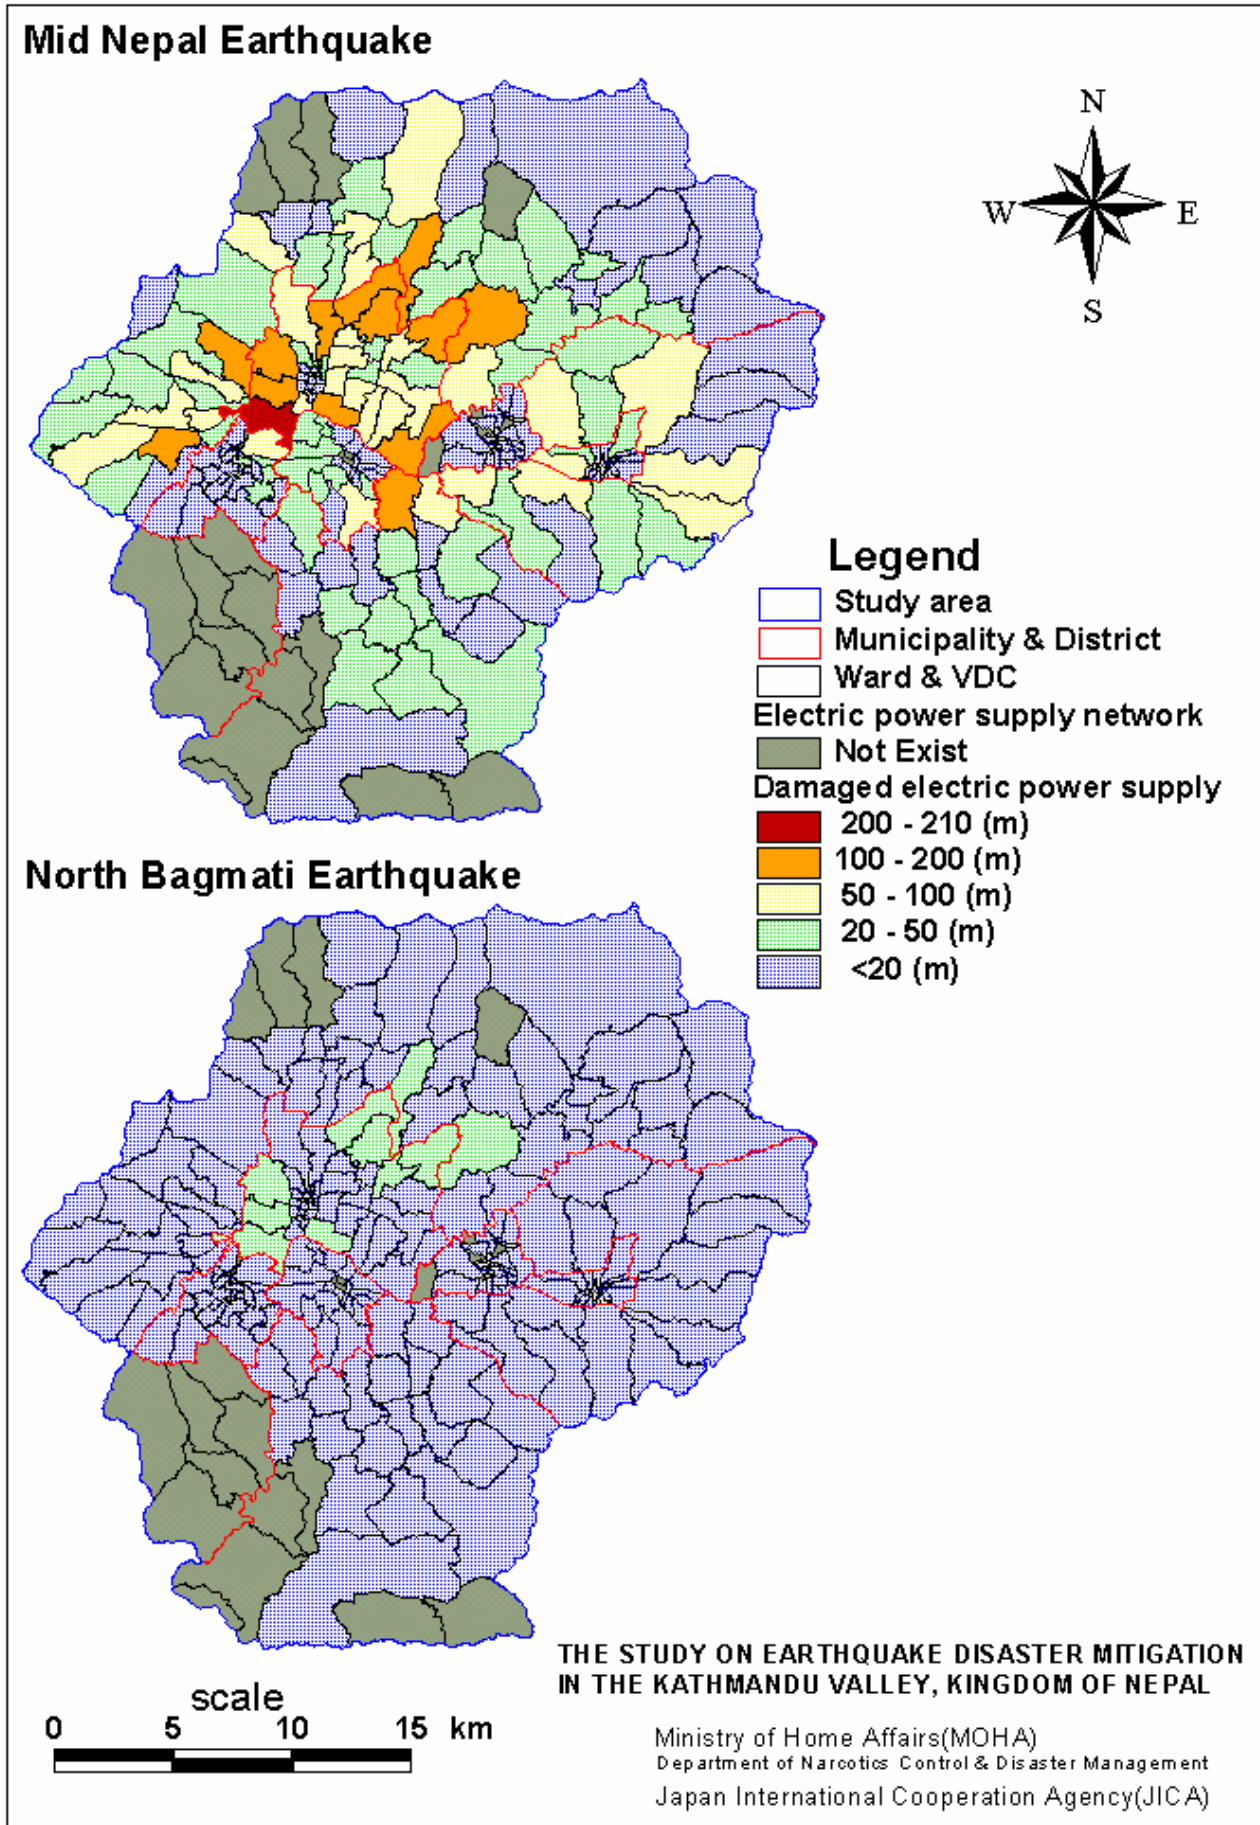 Mid Nepal Earthquake
N
W E
S
Legend
Study area
Municipality & District
Ward & VDC
Electric power supply network
Not Exist
Damaged electric power supply
200 - 210 (m)
100 - 200 (m)
50 - 100 (m)
20 - 50 (m)
<20 (m)
North Bagmati Earthquake
THE STUDY ON EARTHQUAKE DISASTER MITIGATION
IN THE KATHMANDU VALLEY, KINGDOM OF NEPAL
scale
0 5 10 15 km
Ministry of Home Affairs(MOHA)
Department of Narcotics Control & Disaster Management
Japan International Cooperation Agency(JICA)